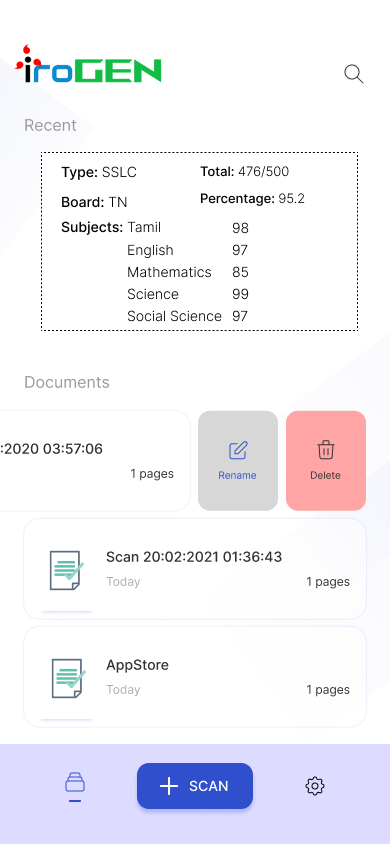 iroGEN
Recent
Type: SSLC
Total: 476/500
Board: TN
Percentage: 95.2
Subjects: Tamil 98
English 97
Mathematics 85
Science 99
Social Science 97
Documents
:2020 03:57:06
1 pages
Rename
Delete
Scan 20:02:2021 01:36:43
Today
1 pages
AppStore
Today
1 pages
SCAN